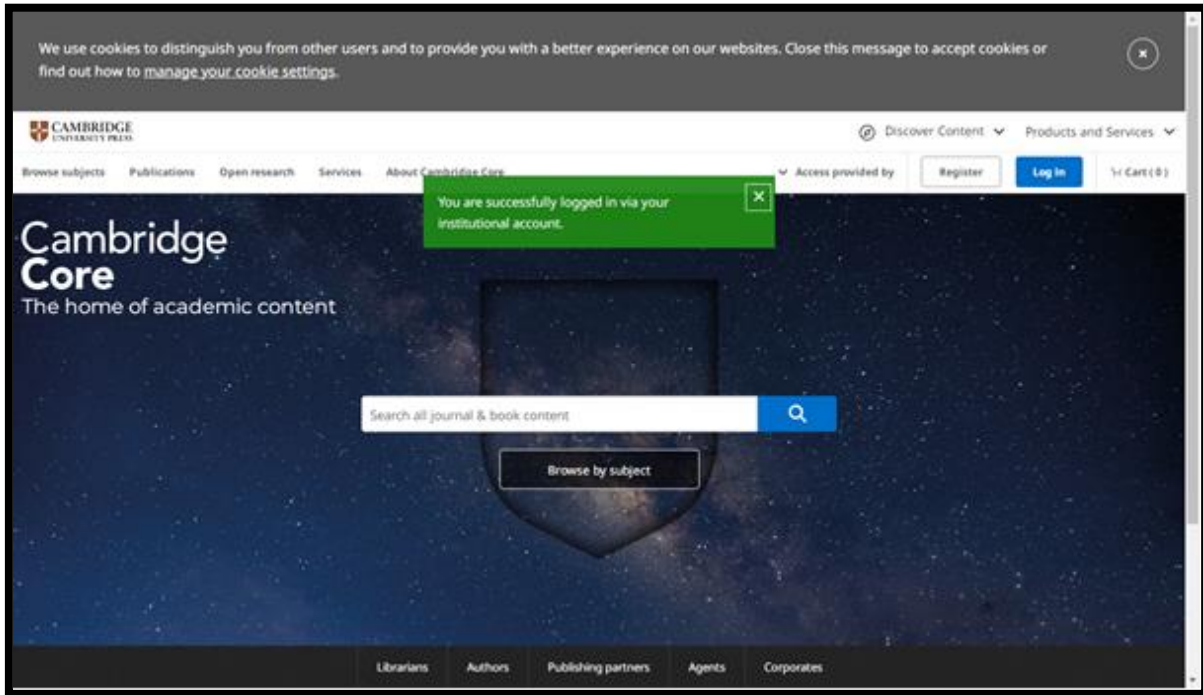 We use cookies to distinguish you from other users and to provide you with a better experience on our websites. Close this message to accept cookies or
find out how to manage your cookie settings.
CAMBRIDGE
UNIVERSITY PRESS
Discover Content
Products and Services
Browse subjects
Publications
Open research
Services
About Cambridge Core
Access provided by
Register
Log in
Cart ( 0 )
You are successfully logged in via your
institutional account.
Cambridge
Core
The home of academic content
Search all journal & book content
Browse by subject
Librarians
Authors
Publishing partners
Agents
Corporates